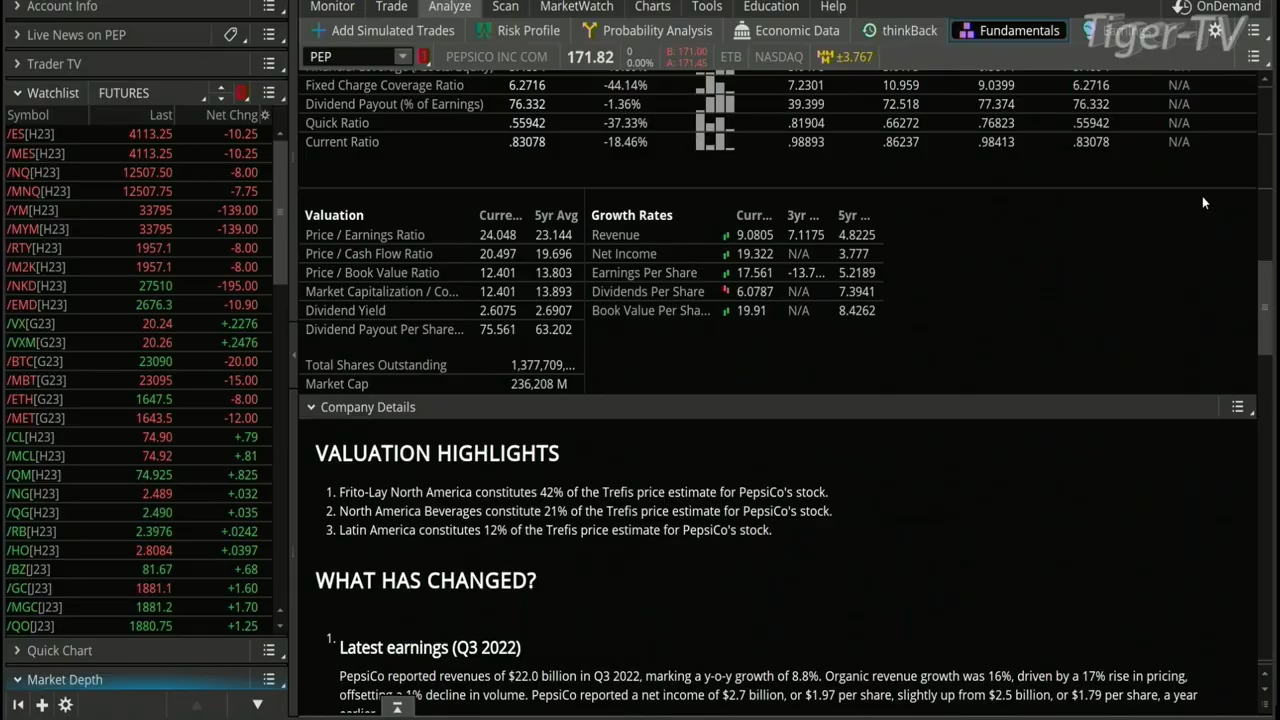 Account Info
Live News on PEP
Trader TV
Watchlist FUTURES
Symbol Last Net Chng
/ES[H23] 4113.25 -10.25
/MES[H23] 4113.25 -10.25
/NQ[H23] 12507.50 -8.00
/MNQ[H23] 12507.75 -7.75
/YM[H23] 33795 -139.00
/MYM[H23] 33795 -139.00
/RTY[H23] 1957.1 -8.00
/M2K[H23] 1957.1 -8.00
/NKD[H23] 27510 -195.00
/EMD[H23] 2676.3 -10.90
/VX[G23] 20.24 +.2276
/VXM[G23] 20.26 +.2476
/BTC[G23] 23090 -20.00
/MBT[G23] 23095 -15.00
/ETH[G23] 1647.5 -8.00
/MET[G23] 1643.5 -12.00
/CL[H23] 74.90 +.79
/MCL[H23] 74.92 +.81
/QM[H23] 74.925 +.825
/NG[H23] 2.489 +.032
/QG[H23] 2.490 +.035
/RB[H23] 2.3976 +.0242
/HO[H23] 2.8084 +.0397
/BZ[J23] 81.67 +.68
/GC[J23] 1881.1 +1.60
/MGC[J23] 1881.2 +1.70
/QO[J23] 1880.75 +1.25
Quick Chart
Market Depth
Monitor Trade Analyze Scan MarketWatch Charts Tools Education Help OnDemand
Add Simulated Trades Risk Profile Probability Analysis Economic Data thinkBack Fundamentals
Tiger-TV
PEP PEPSICO INC COM 171.82 0 0.00% B: 171.00 A: 171.45 ETB NASDAQ ±3.767
Fixed Charge Coverage Ratio 6.2716 -44.14% 7.2301 10.959 9.0399 6.2716 N/A
Dividend Payout (% of Earnings) 76.332 -1.36% 39.399 72.518 77.374 76.332 N/A
Quick Ratio .55942 -37.33% .81904 .66272 .76823 .55942 N/A
Current Ratio .83078 -18.46% .98893 .86237 .98413 .83078 N/A
Valuation Curre... 5yr Avg
Price / Earnings Ratio 24.048 23.144
Price / Cash Flow Ratio 20.497 19.696
Price / Book Value Ratio 12.401 13.803
Market Capitalization / Co... 12.401 13.893
Dividend Yield 2.6075 2.6907
Dividend Payout Per Share... 75.561 63.202
Total Shares Outstanding 1,377,709,...
Market Cap 236,208 M
Growth Rates Curr... 3yr ... 5yr ...
Revenue 9.0805 7.1175 4.8225
Net Income 19.322 N/A 3.777
Earnings Per Share 17.561 -13.7... 5.2189
Dividends Per Share 6.0787 N/A 7.3941
Book Value Per Sha... 19.91 N/A 8.4262
Company Details
VALUATION HIGHLIGHTS
1. Frito-Lay North America constitutes 42% of the Trefis price estimate for PepsiCo's stock.
2. North America Beverages constitute 21% of the Trefis price estimate for PepsiCo's stock.
3. Latin America constitutes 12% of the Trefis price estimate for PepsiCo's stock.
WHAT HAS CHANGED?
1. Latest earnings (Q3 2022)
PepsiCo reported revenues of $22.0 billion in Q3 2022, marking a y-o-y growth of 8.8%. Organic revenue growth was 16%, driven by a 17% rise in pricing,
offsetting a 1% decline in volume. PepsiCo reported a net income of $2.7 billion, or $1.97 per share, slightly up from $2.5 billion, or $1.79 per share, a year